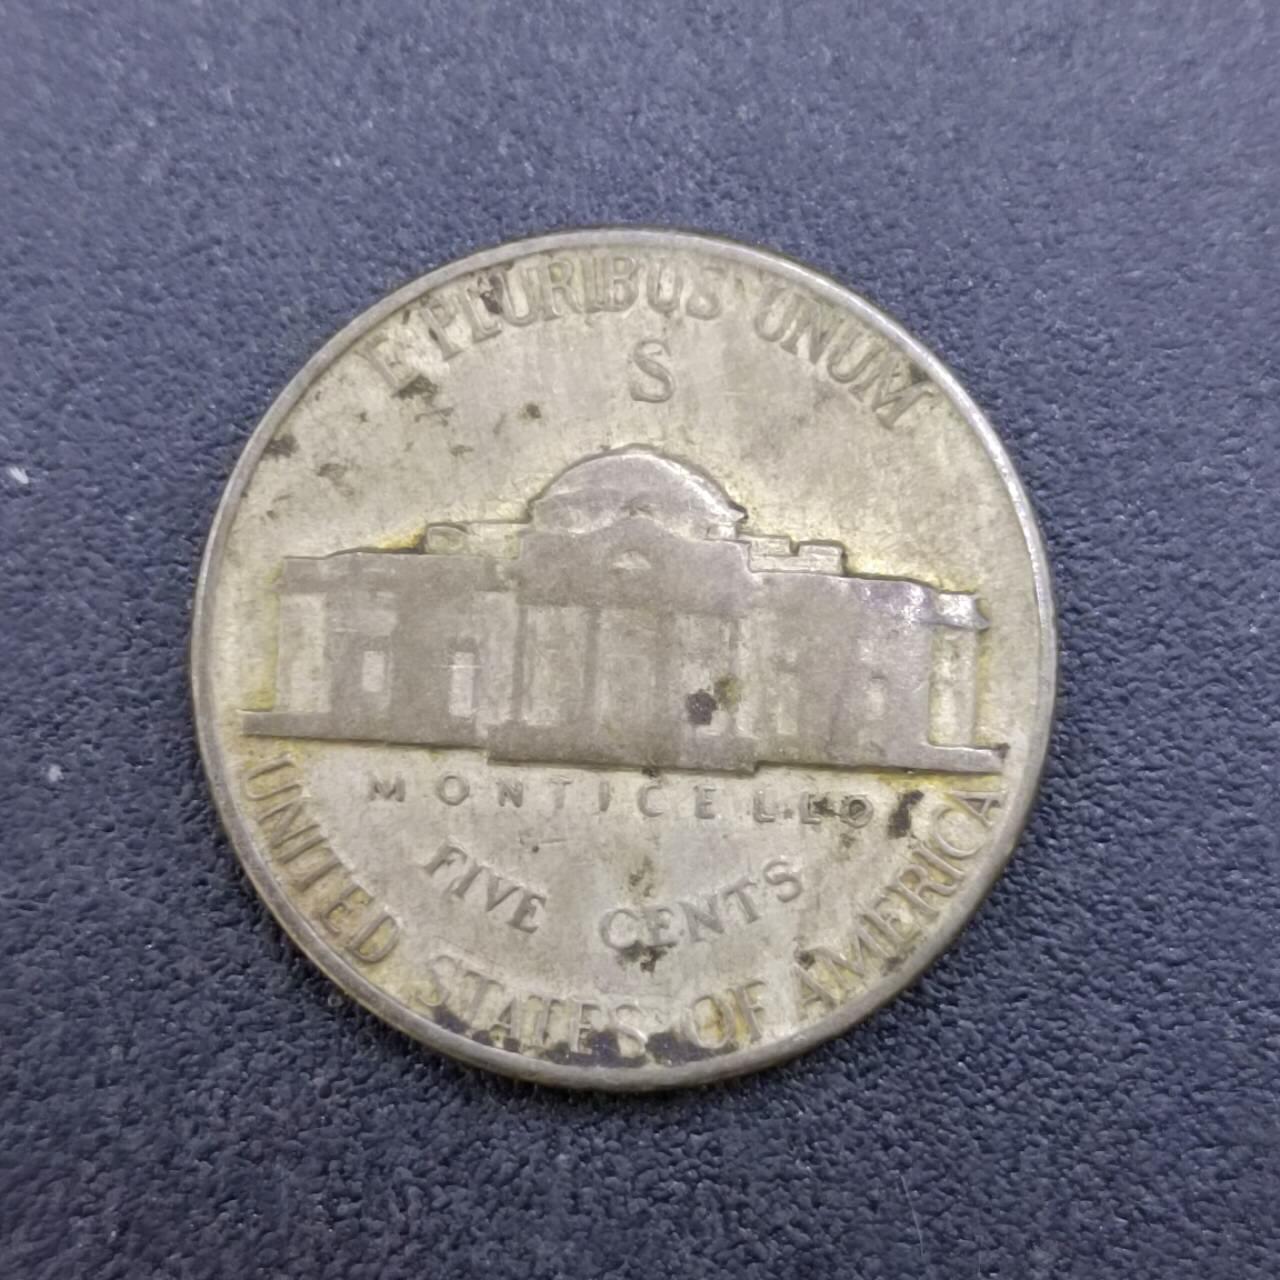 E PLURIBUS UNUM
S
MONTICELLO
FIVE CENTS
UNITED STATES OF AMERICA